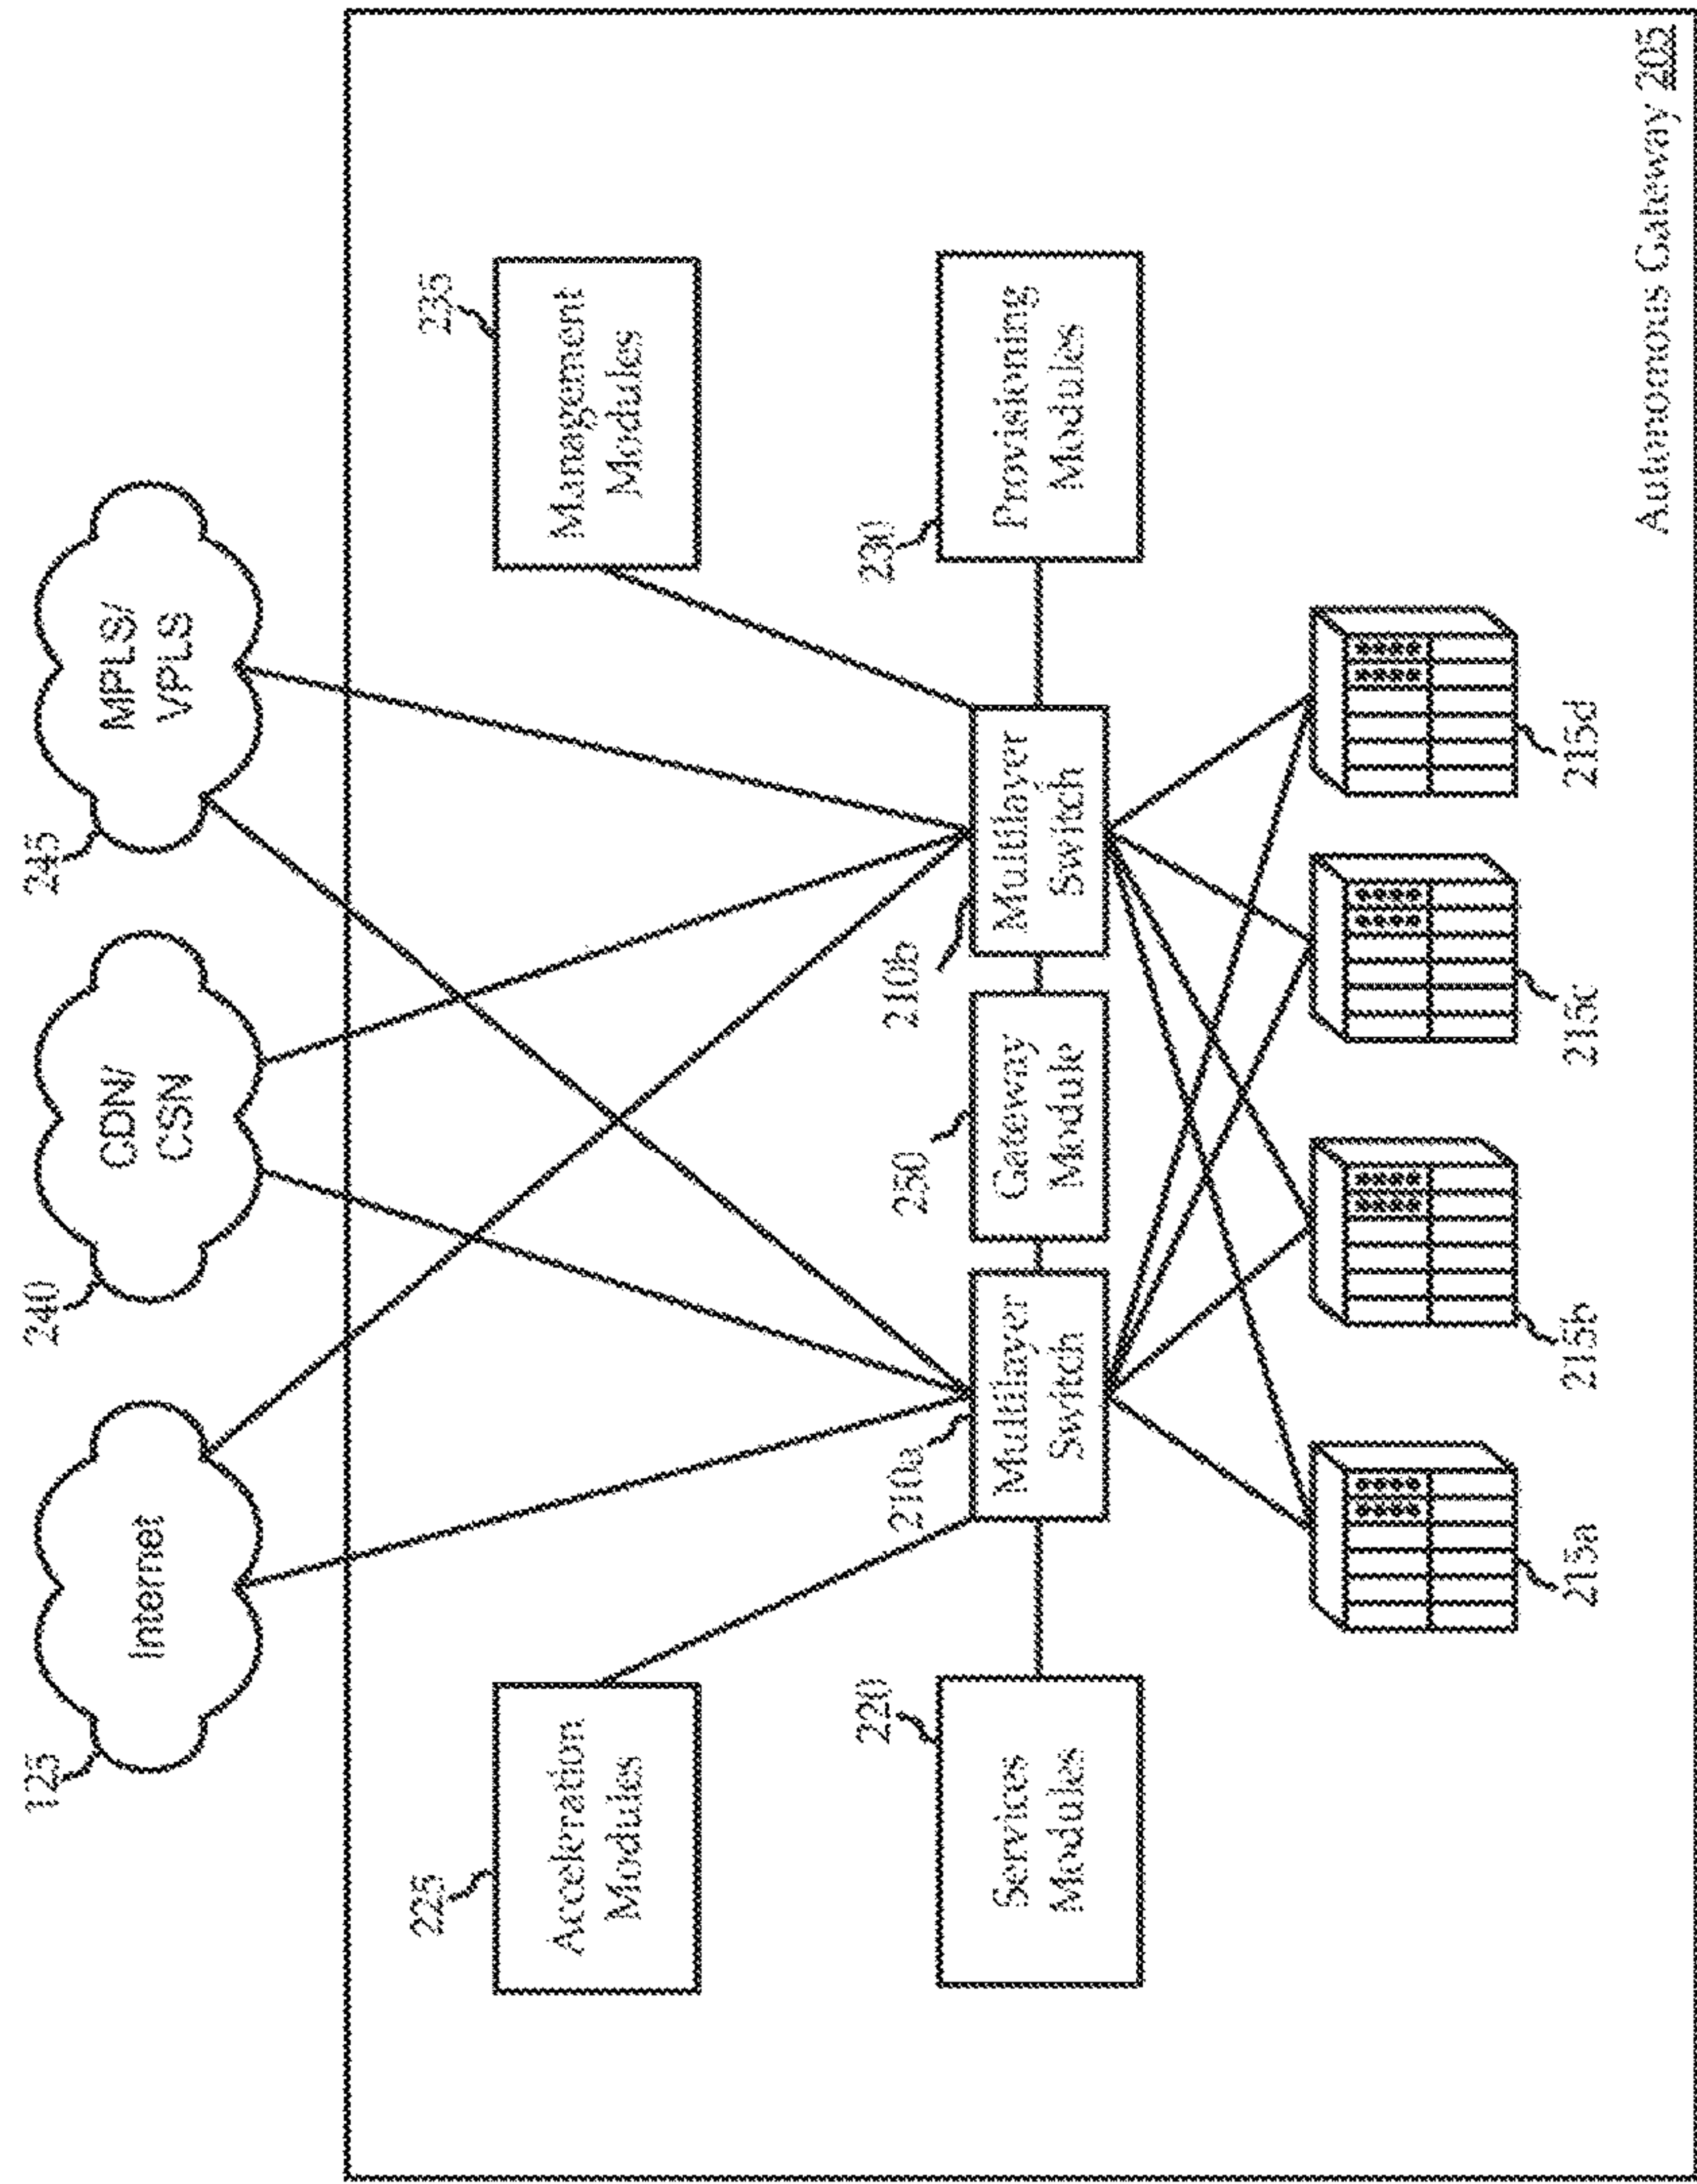 125
Internet
240
CDN/
CSN
245
MPLS/
VPLS
225
Acceleration
Modules
235
Management
Modules
220
Services
Modules
210a
Multilayer
Switch
250
Gateway
Module
210b
Multilayer
Switch
230
Provisioning
Modules
215a
215b
215c
215d
Autonomous Gateway 205